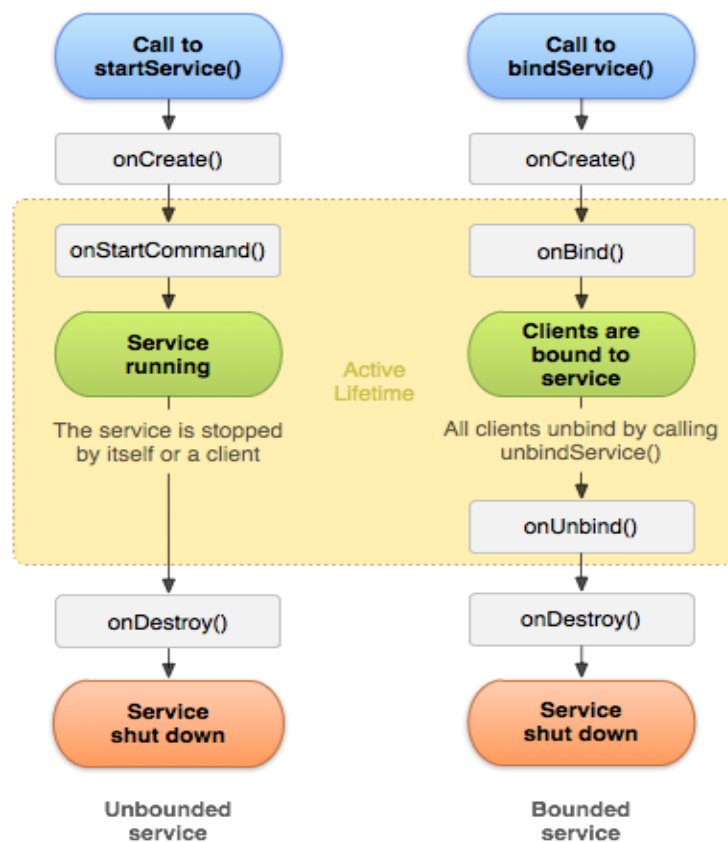 Call to
startService()
onCreate()
onStartCommand()
Service
running
The service is stopped
by itself or a client
onDestroy()
Service
shut down
Unbounded
service
Active
Lifetime
Call to
bindService()
onCreate()
onBind()
Clients are
bound to
service
All clients unbind by calling
unbindService()
onUnbind()
onDestroy()
Service
shut down
Bounded
service